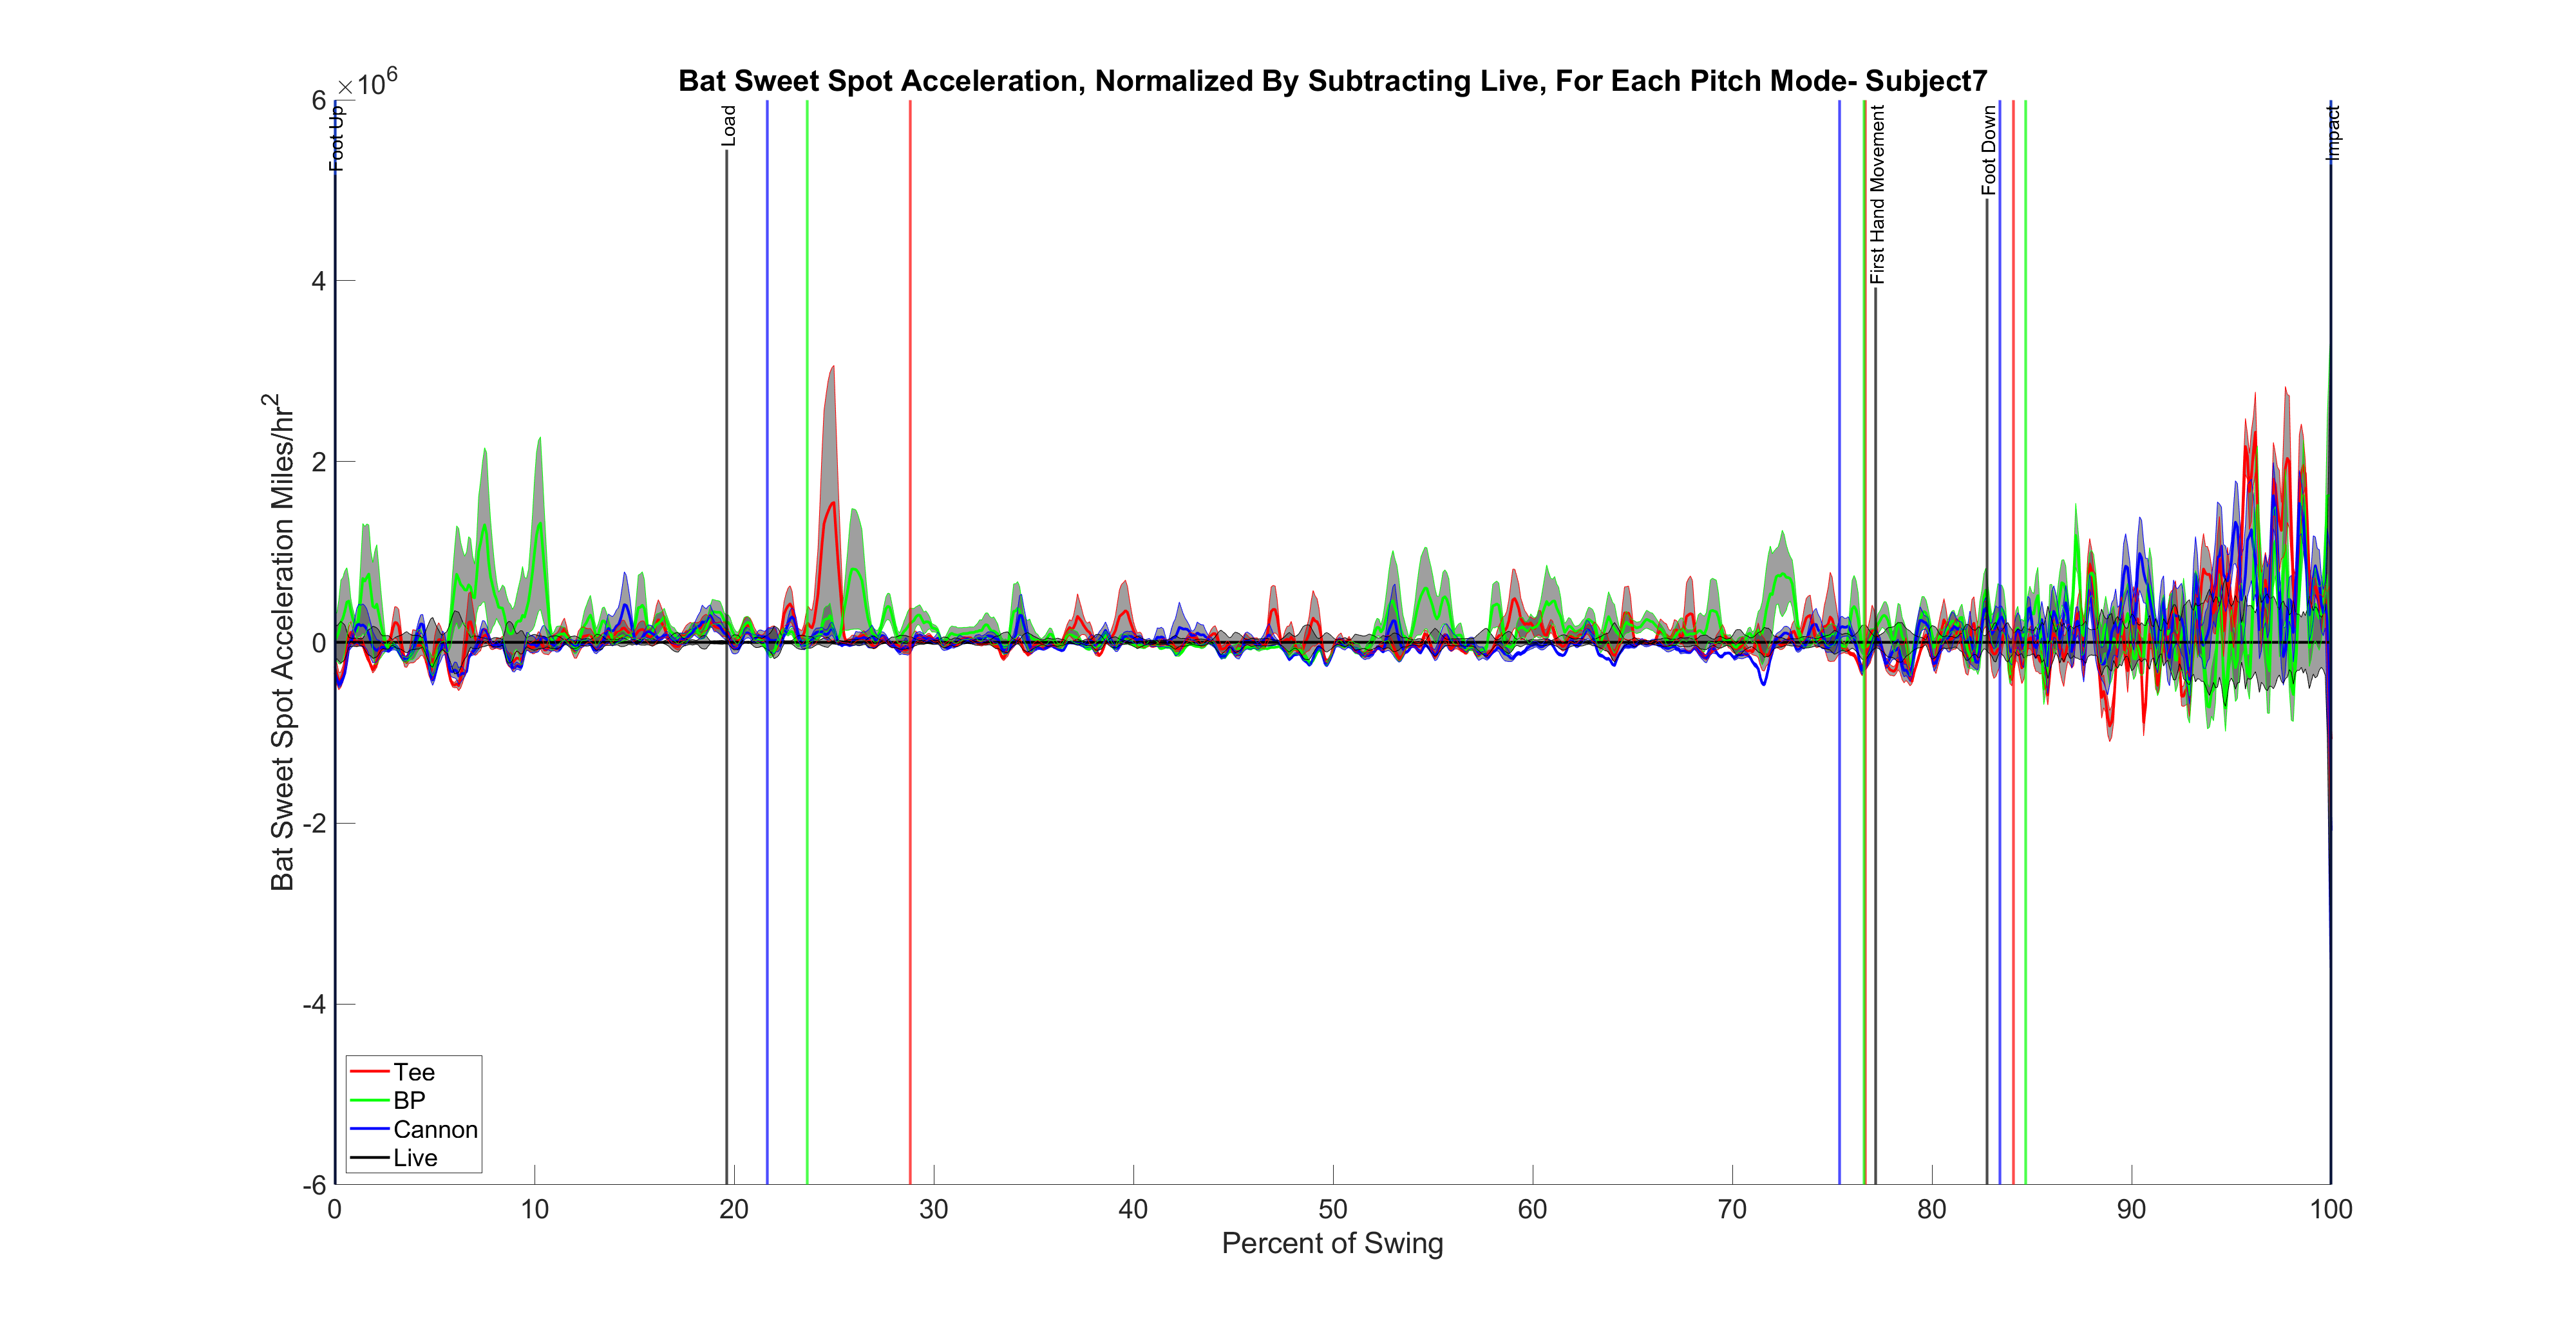 Bat Sweet Spot Acceleration, Normalized By Subtracting Live, For Each Pitch Mode- Subject7
×10^6
6
4
2
0
-2
-4
-6
Bat Sweet Spot Acceleration Miles/hr^2
Foot Up
Load
First Hand Movement
Foot Down
Impact
Tee
BP
Cannon
Live
0 10 20 30 40 50 60 70 80 90 100
Percent of Swing